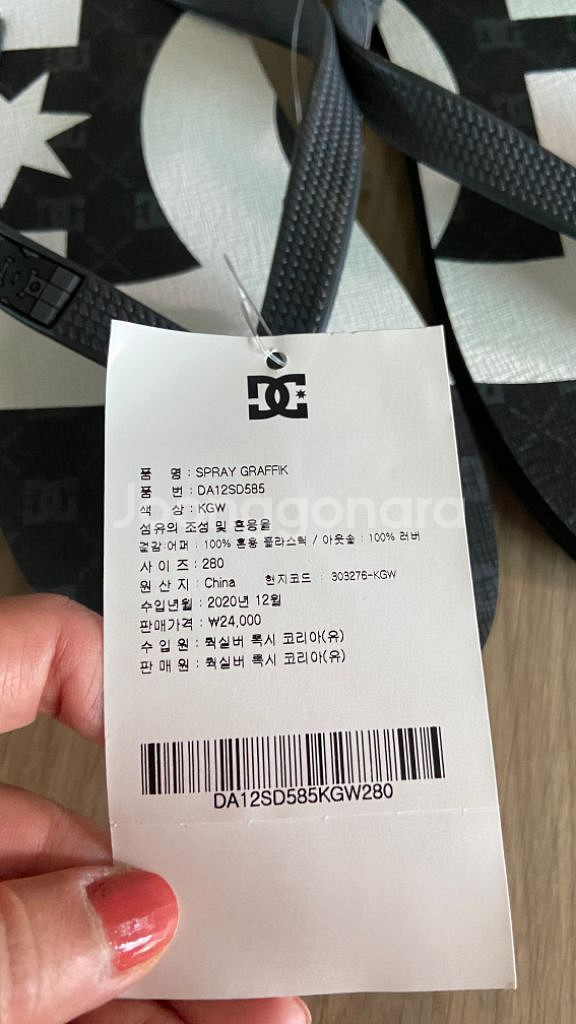 DC
품 명 : SPRAY GRAFFIK
품 번 : DA12SD585
색 상 : KGW
섬유의 조성 및 혼용율
겉감:어퍼 : 100% 혼용 플라스틱 / 아웃솔 : 100% 러버
사 이 즈 : 280
원 산 지 : China 현지코드 : 303276-KGW
수입년월 : 2020년 12월
판매가격 : ₩24,000
수 입 원 : 퀵실버 록시 코리아(유)
판 매 원 : 퀵실버 록시 코리아(유)
DA12SD585KGW280
Joonggonara